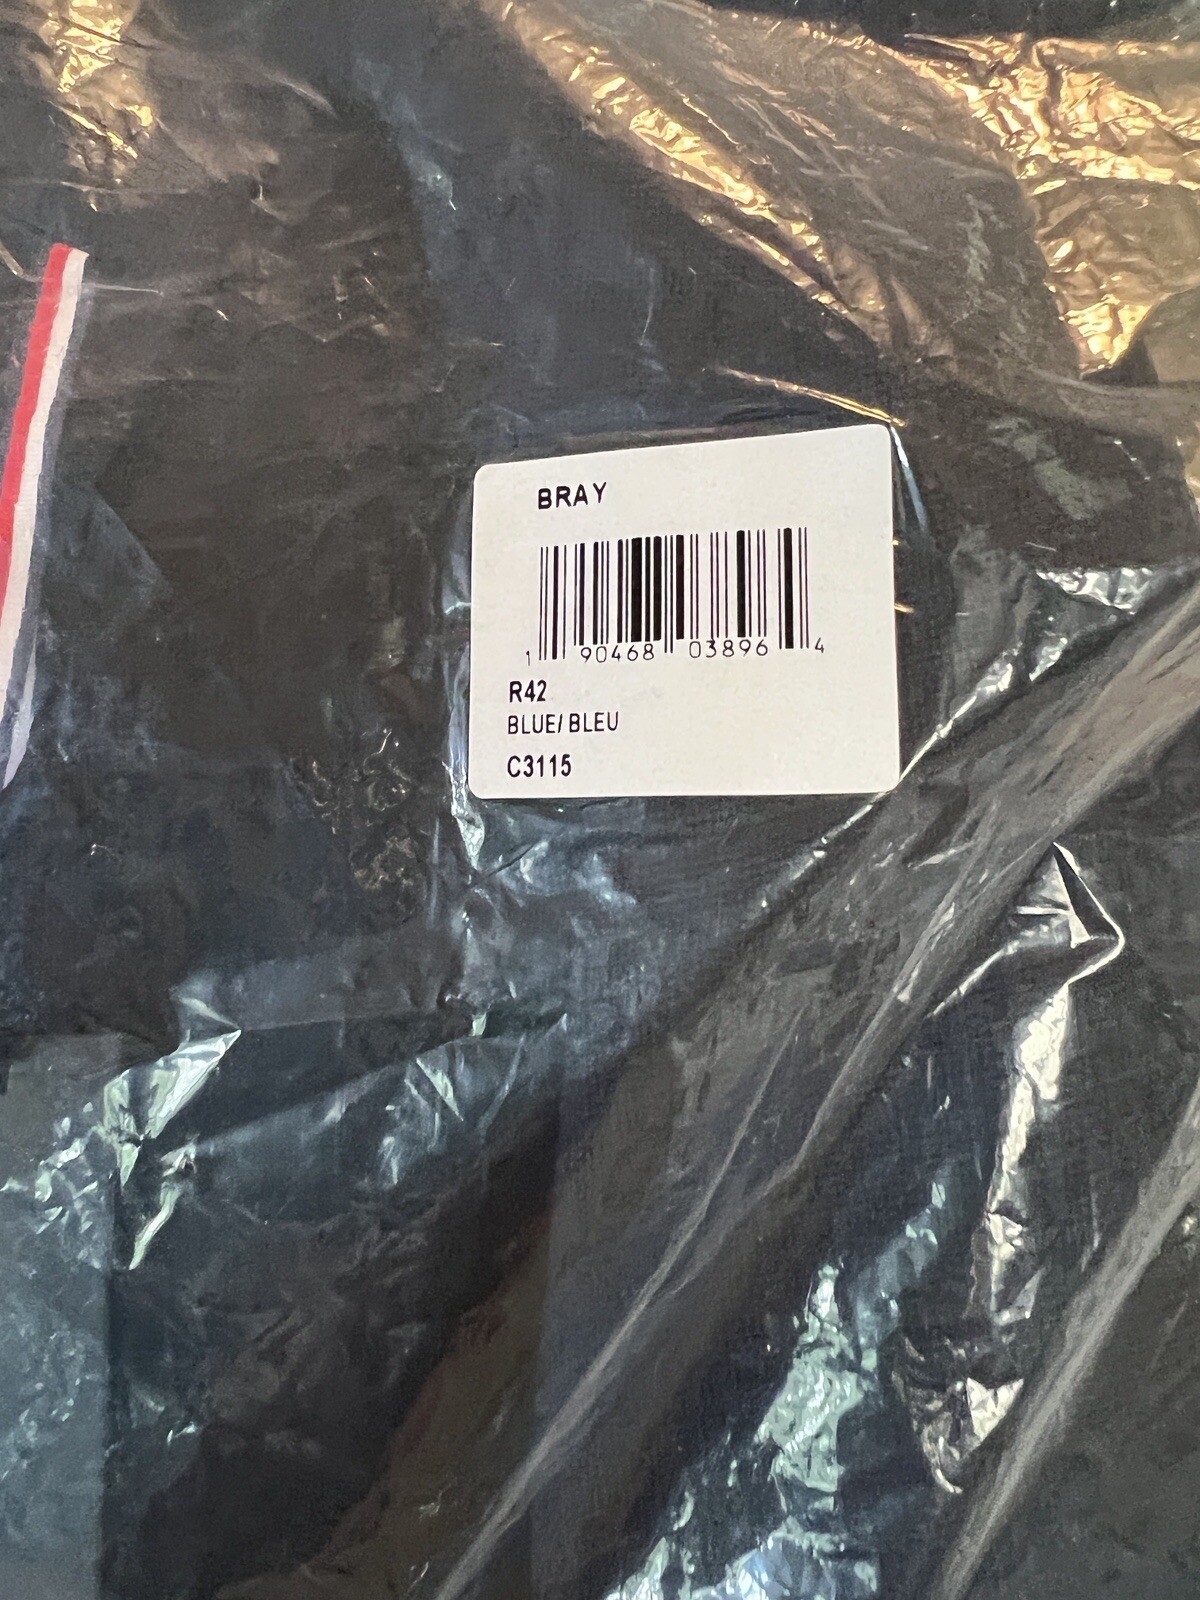 BRAY
1 90468 03896 4
R42
BLUE/ BLEU
C3115